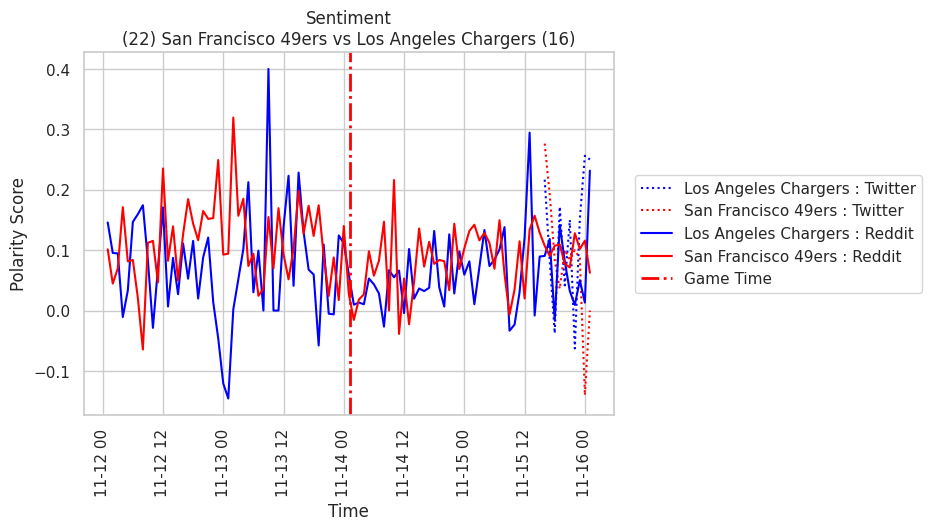 Sentiment
(22) San Francisco 49ers vs Los Angeles Chargers (16)
Polarity Score
0.4
0.3
0.2
0.1
0.0
−0.1
11-12 00
11-12 12
11-13 00
11-13 12
11-14 00
11-14 12
11-15 00
11-15 12
11-16 00
Time
Los Angeles Chargers : Twitter
San Francisco 49ers : Twitter
Los Angeles Chargers : Reddit
San Francisco 49ers : Reddit
Game Time